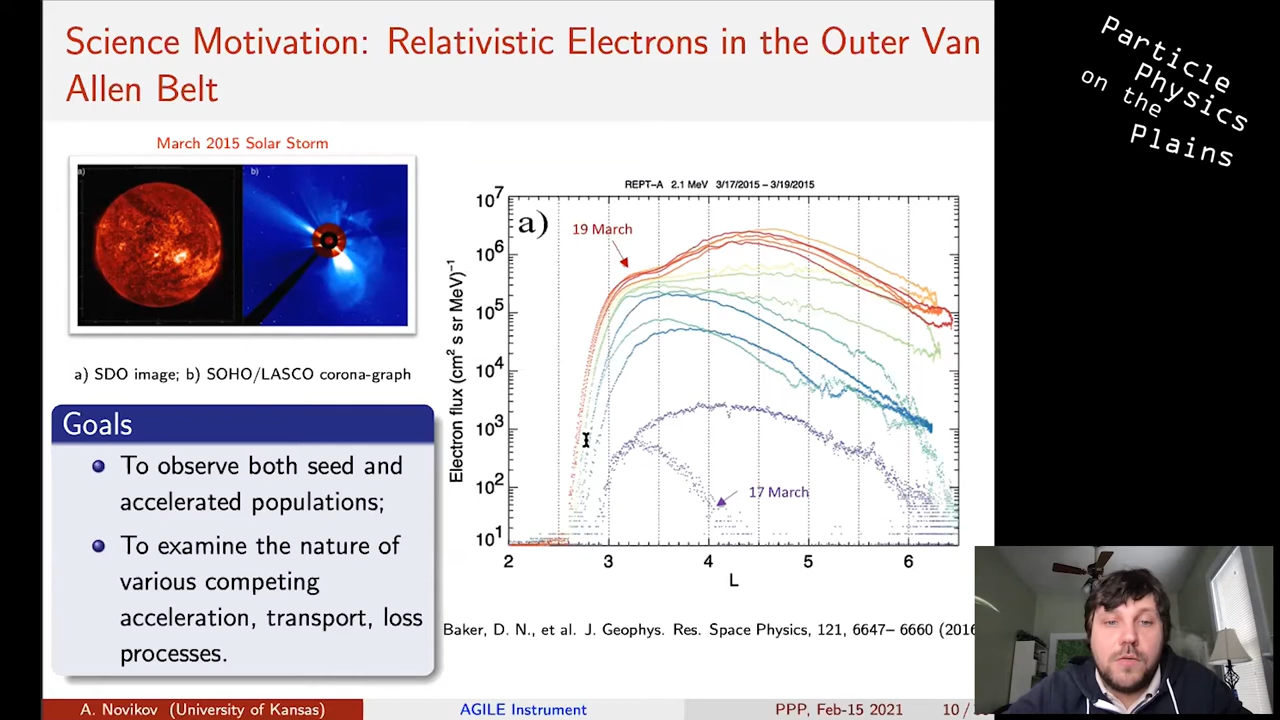 Science Motivation: Relativistic Electrons in the Outer Van
Allen Belt
Particle
Physics
on the
Plains
March 2015 Solar Storm
a)
b)
a) SDO image; b) SOHO/LASCO corona-graph
Goals
To observe both seed and
accelerated populations;
To examine the nature of
various competing
acceleration, transport, loss
processes.
REPT-A 2.1 MeV 3/17/2015 – 3/19/2015
a)
19 March
17 March
Electron flux (cm² s sr MeV)⁻¹
10⁷
10⁶
10⁵
10⁴
10³
10²
10¹
2 3 4 5 6
L
Baker, D. N., et al. J. Geophys. Res. Space Physics, 121, 6647– 6660 (2016
A. Novikov (University of Kansas)
AGILE Instrument
PPP, Feb-15 2021
10 /